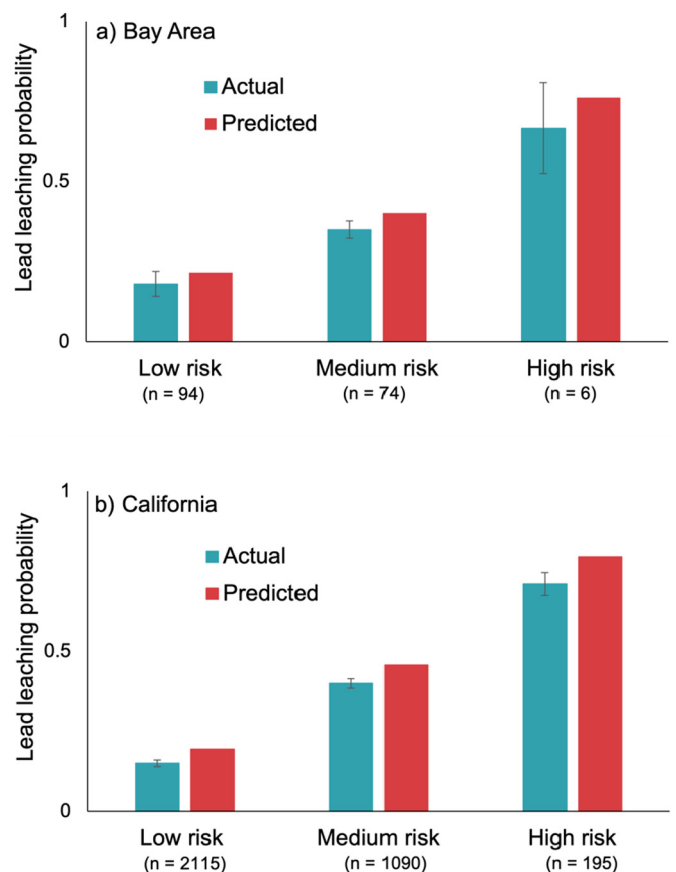 1
a) Bay Area
Actual
Predicted
Lead leaching probability
0.5
0
Low risk Medium risk High risk
(n = 94) (n = 74) (n = 6)
1
b) California
Actual
Predicted
Lead leaching probability
0.5
0
Low risk Medium risk High risk
(n = 2115) (n = 1090) (n = 195)